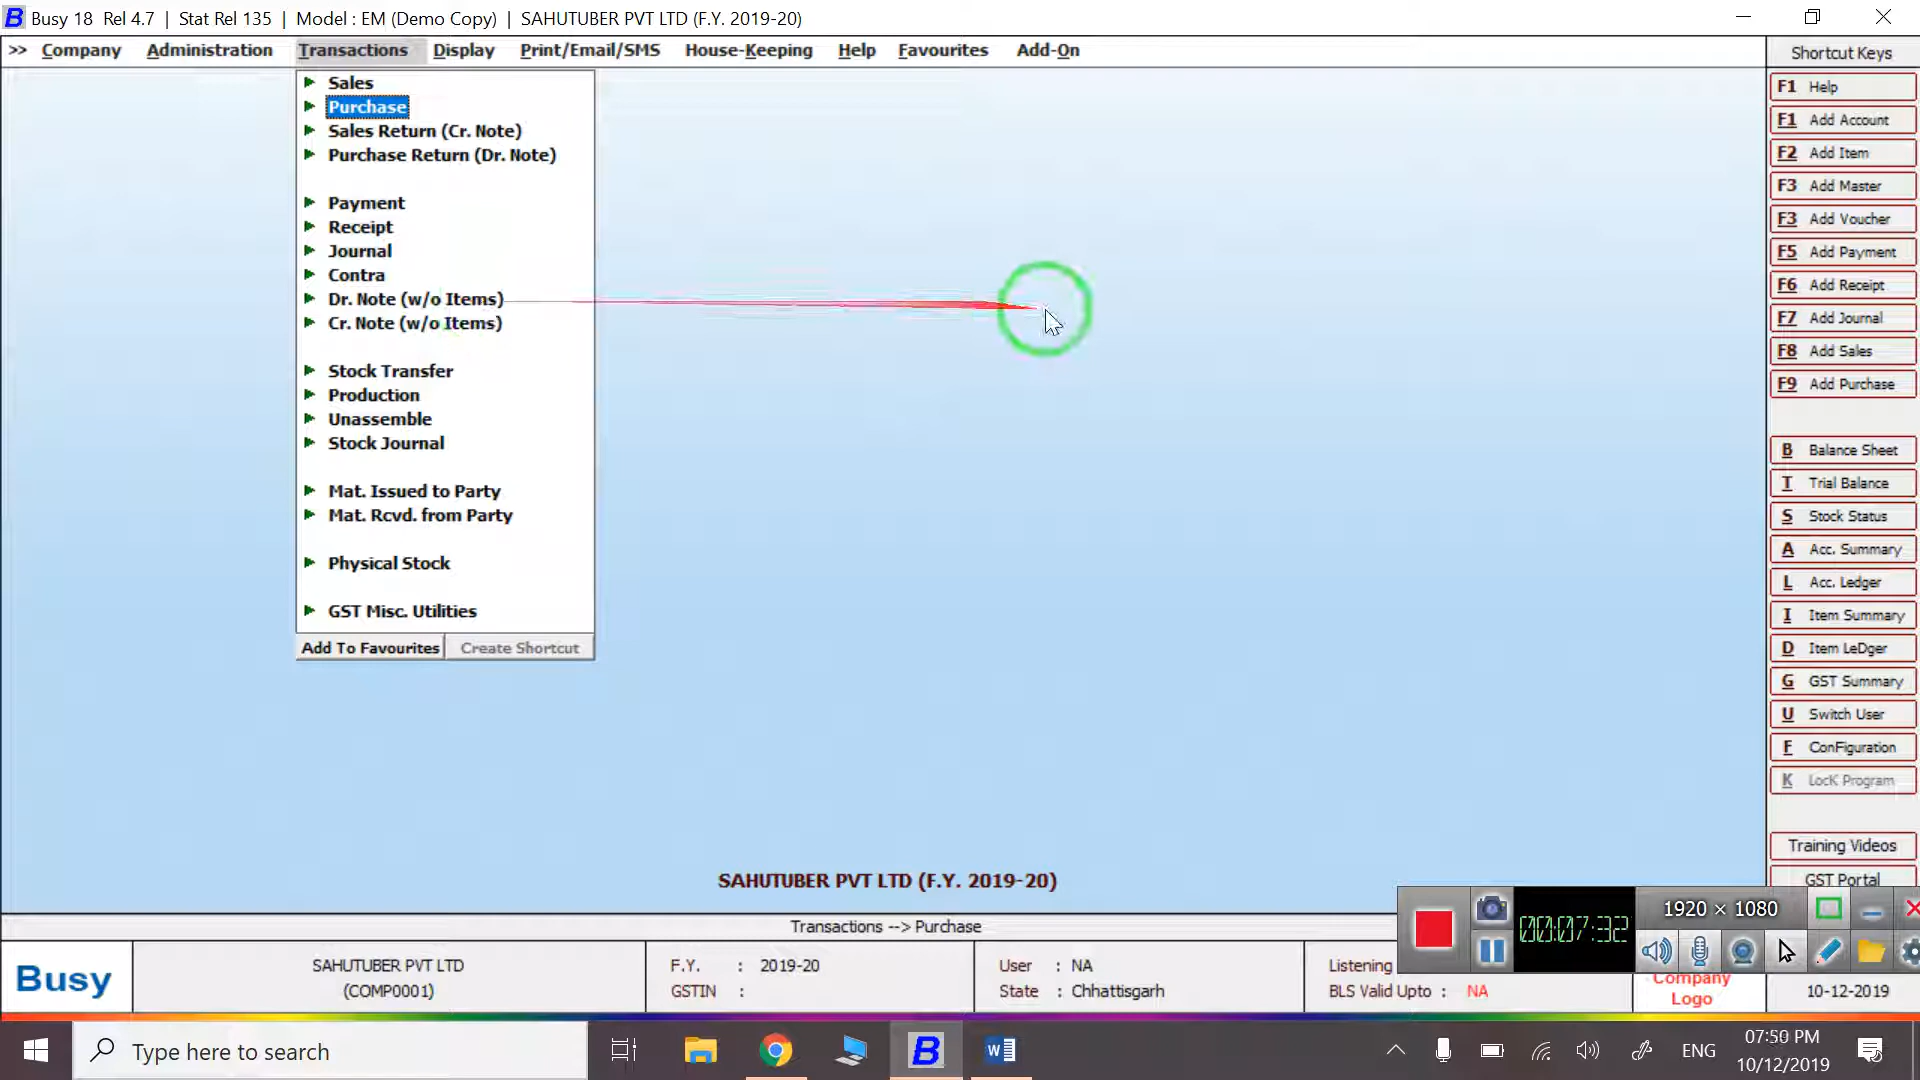 B Busy 18 Rel 4.7 | Stat Rel 135 | Model : EM (Demo Copy) | SAHUTUBER PVT LTD (F.Y. 2019-20)
>> Company Administration Transactions Display Print/Email/SMS House-Keeping Help Favourites Add-On
Sales
Purchase
Sales Return (Cr. Note)
Purchase Return (Dr. Note)
Payment
Receipt
Journal
Contra
Dr. Note (w/o Items)
Cr. Note (w/o Items)
Stock Transfer
Production
Unassemble
Stock Journal
Mat. Issued to Party
Mat. Rcvd. from Party
Physical Stock
GST Misc. Utilities
Add To Favourites Create Shortcut
Shortcut Keys
F1 Help
F1 Add Account
F2 Add Item
F3 Add Master
F3 Add Voucher
F5 Add Payment
F6 Add Receipt
F7 Add Journal
F8 Add Sales
F9 Add Purchase
B Balance Sheet
T Trial Balance
S Stock Status
A Acc. Summary
L Acc. Ledger
I Item Summary
D Item LeDger
G GST Summary
U Switch User
F ConFiguration
K LocK Program
Training Videos
GST Portal
SAHUTUBER PVT LTD (F.Y. 2019-20)
Transactions --> Purchase
1920 × 1080
00:07:32
Busy
SAHUTUBER PVT LTD
(COMP0001)
F.Y. : 2019-20
GSTIN :
User : NA
State : Chhattisgarh
Listening
BLS Valid Upto : NA
Company
Logo
10-12-2019
Type here to search
B
W
ENG
07:50 PM
10/12/2019